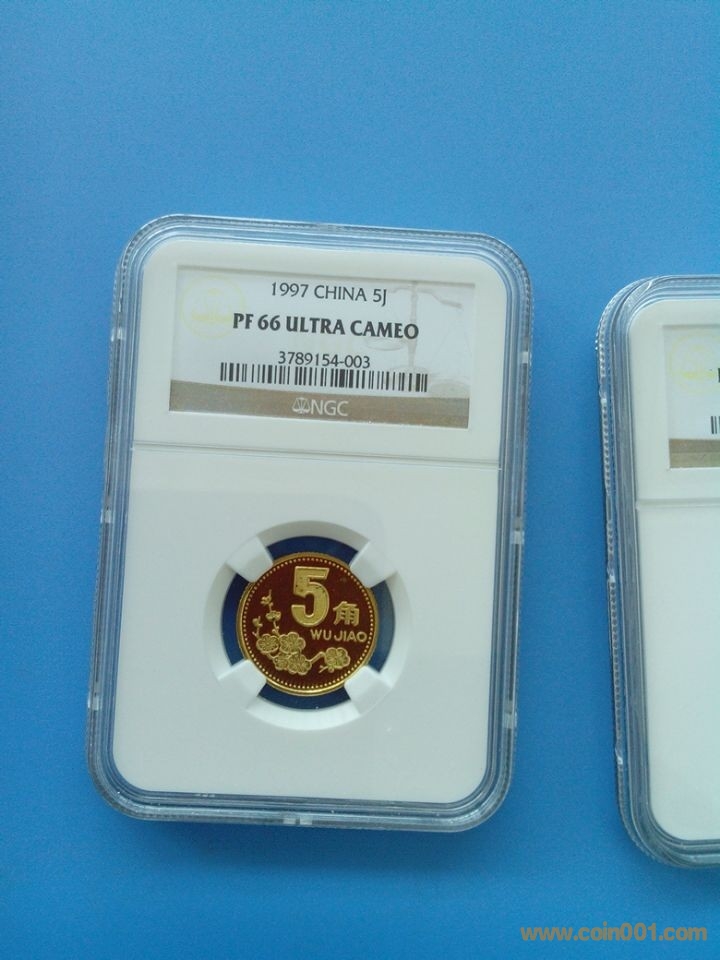 1997 CHINA 5J
PF 66 ULTRA CAMEO
3789154-003
NGC
5角
WU JIAO
www.coin001.com